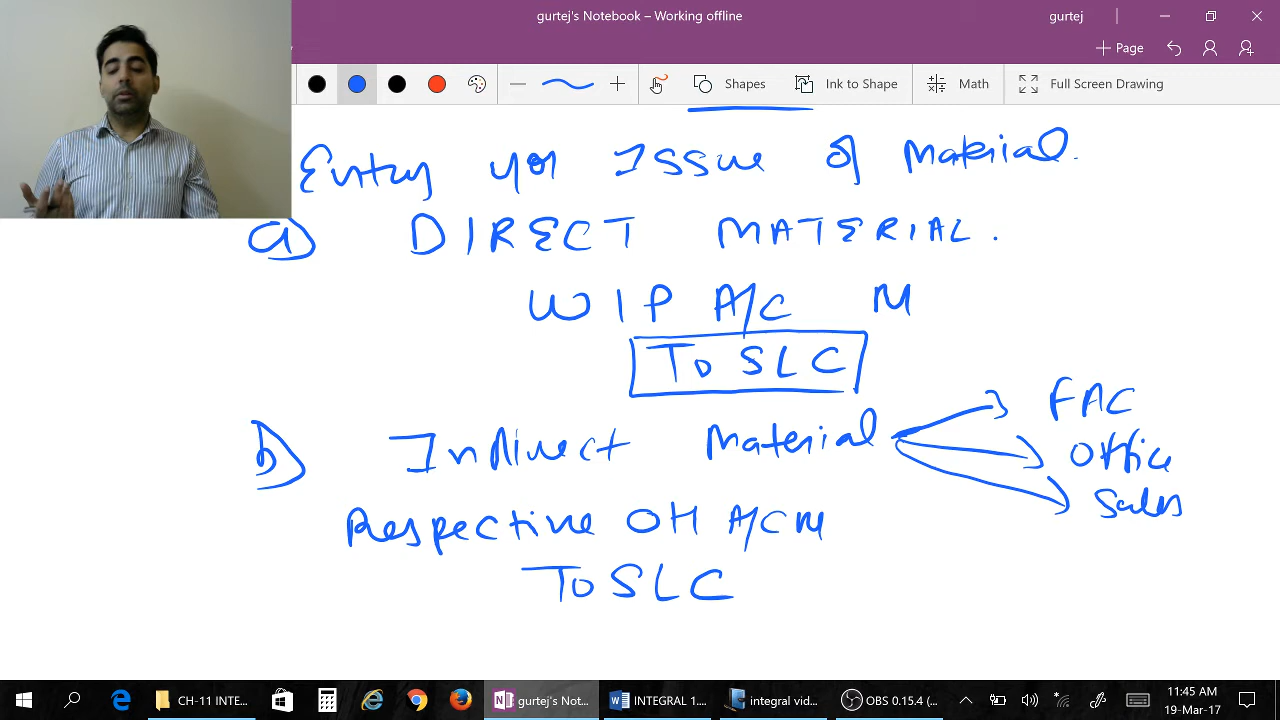 gurtej's Notebook – Working offline
gurtej
Page
Shapes
Ink to Shape
Math
Full Screen Drawing
Entry for Issue of Material.
a) DIRECT MATERIAL.
WIP A/C
To SLC
b) Indirect Material
FAC
Office
Sales
Respective OH A/C
To SLC
CH-11 INTE...
gurtej's Not...
INTEGRAL 1....
integral vid...
OBS 0.15.4 (...
11:45 AM
19-Mar-17